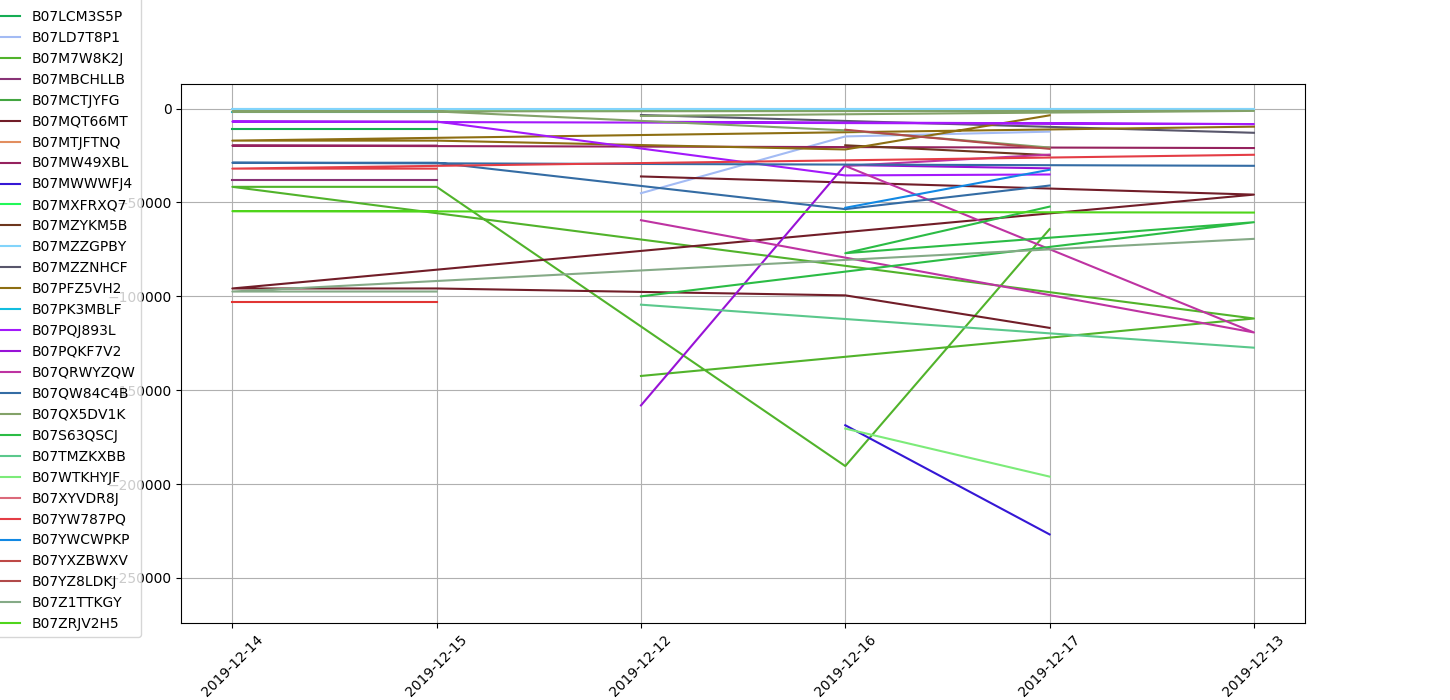 B07LCM3S5P
B07LD7T8P1
B07M7W8K2J
B07MBCHLLB
B07MCTJYFG
B07MQT66MT
B07MTJFTNQ
B07MW49XBL
B07MWWWFJ4
B07MXFRXQ7
B07MZYKM5B
B07MZZGPBY
B07MZZNHCF
B07PFZ5VH2
B07PK3MBLF
B07PQJ893L
B07PQKF7V2
B07QRWYZQW
B07QW84C4B
B07QX5DV1K
B07S63QSCJ
B07TMZKXBB
B07WTKHYJF
B07XYVDR8J
B07YW787PQ
B07YWCWPKP
B07YXZBWXV
B07YZ8LDKJ
B07Z1TTKGY
B07ZRJV2H5
0
−50000
−100000
−150000
−200000
−250000
2019-12-14
2019-12-15
2019-12-12
2019-12-16
2019-12-17
2019-12-13